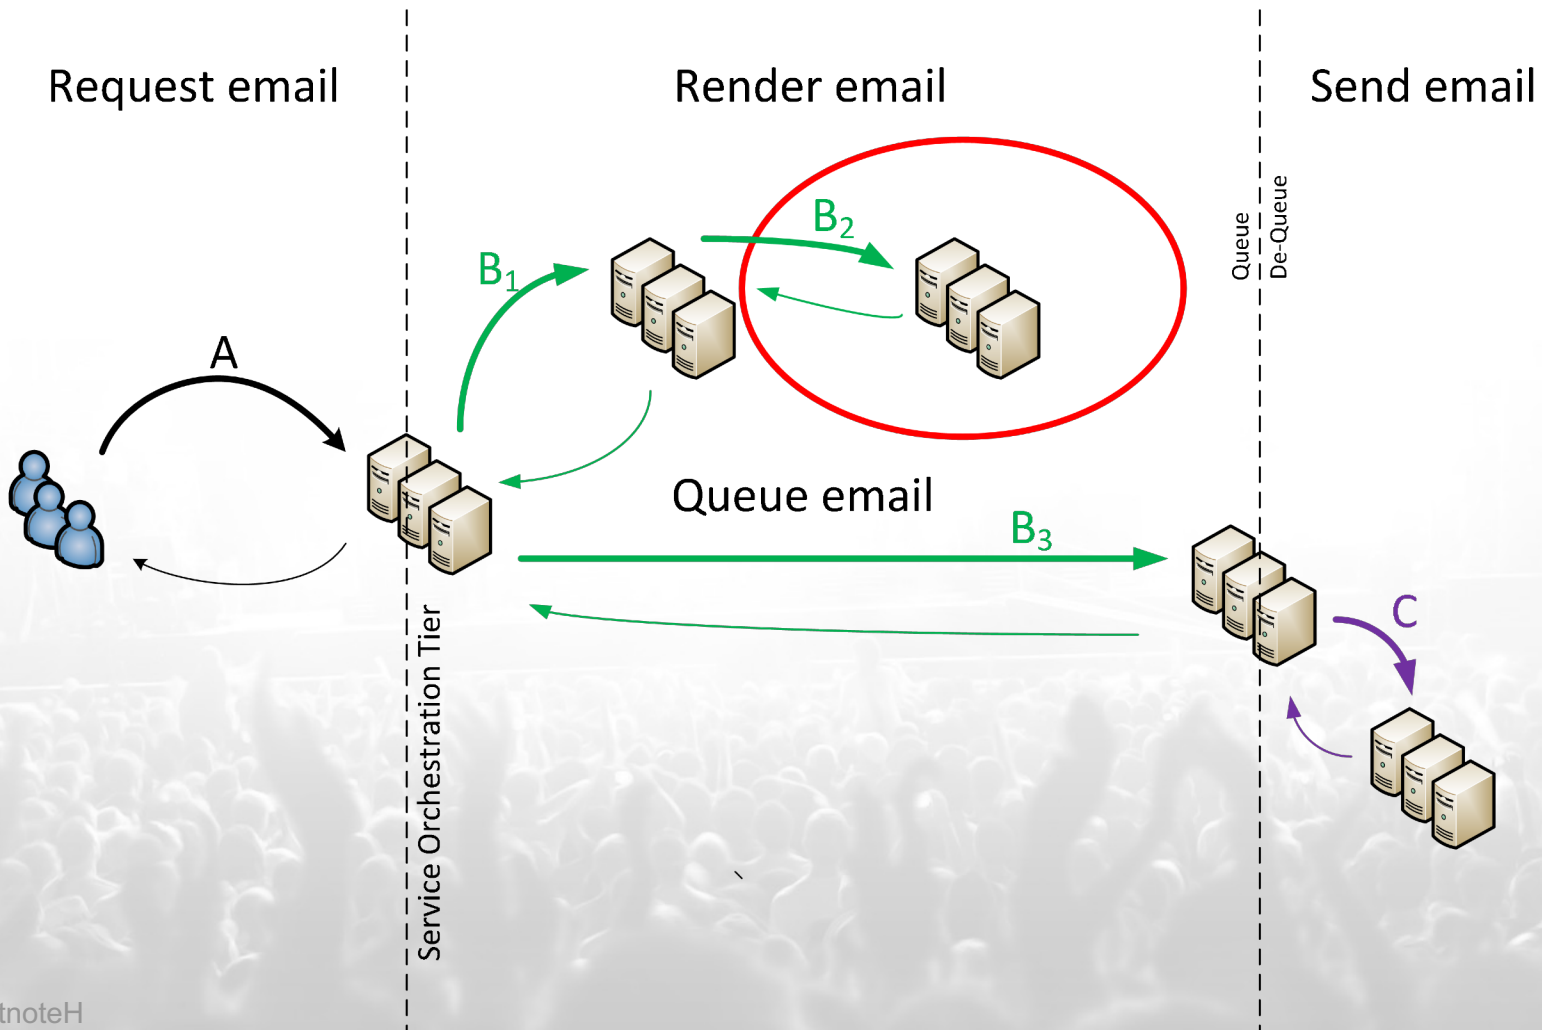 Request email
Render email
Send email
Queue
De-Queue
B2
B1
A
Queue email
B3
C
Service Orchestration Tier
tnoteH